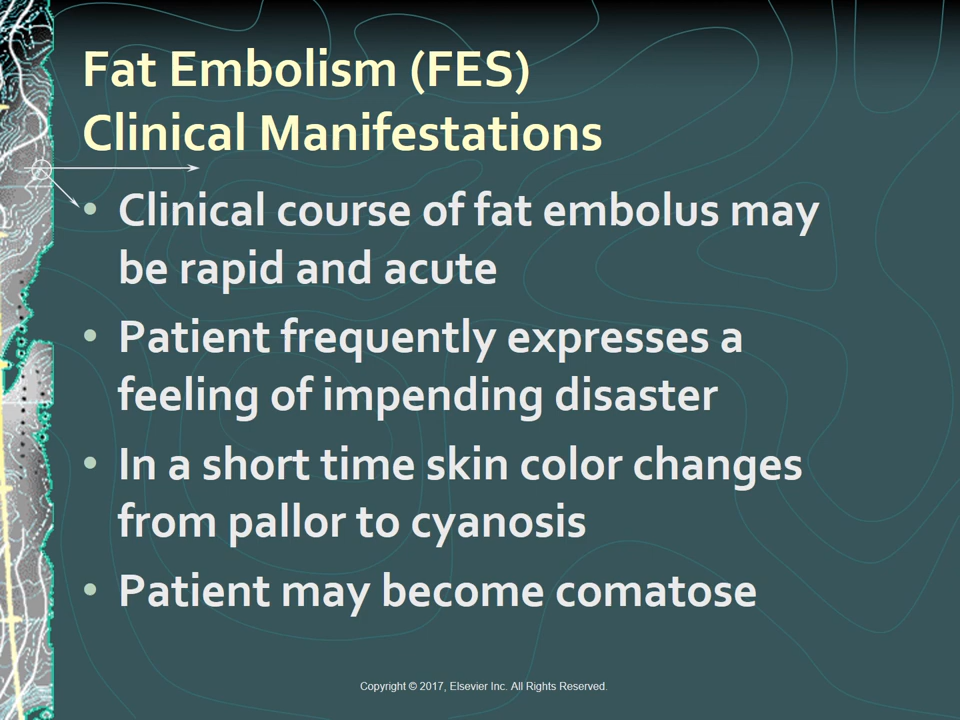 Fat Embolism (FES)
Clinical Manifestations
• Clinical course of fat embolus may
be rapid and acute
• Patient frequently expresses a
feeling of impending disaster
• In a short time skin color changes
from pallor to cyanosis
• Patient may become comatose
Copyright © 2017, Elsevier Inc. All Rights Reserved.